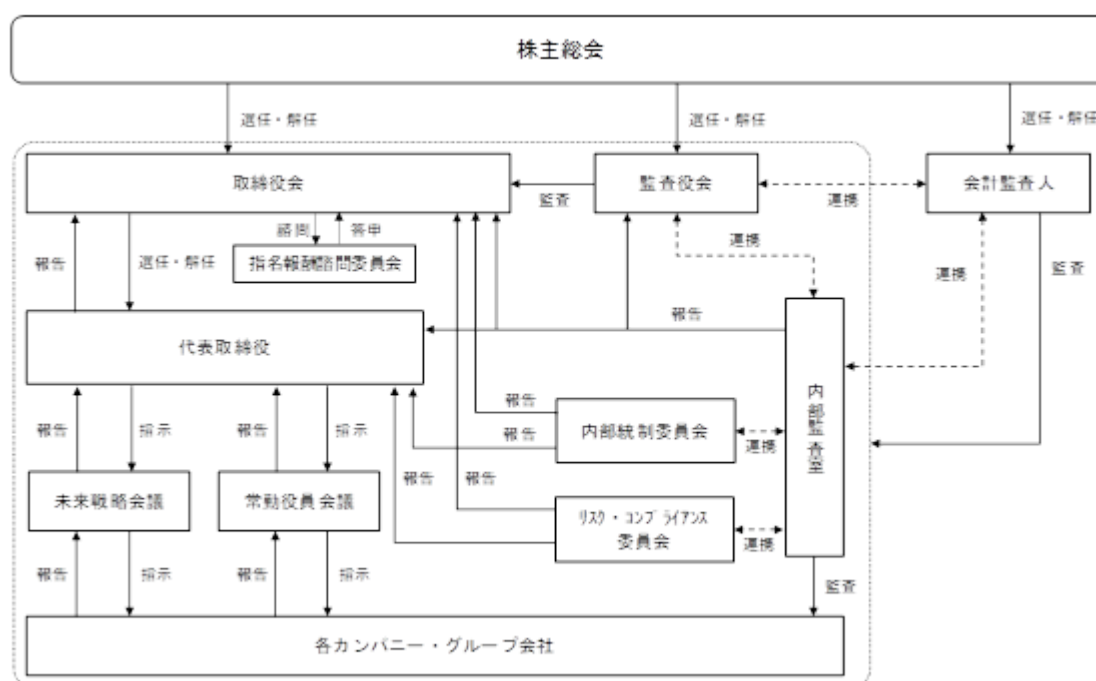 株主総会
選任・解任
選任・解任
選任・解任
取締役会
監査役会
会計監査人
監査
連携
諮問
答申
指名報酬諮問委員会
報告
選任・解任
連携
連携
監査
報告
代表取締役
内部監査室
報告
指示
報告
指示
報告
報告
内部統制委員会
連携
報告
報告
未来戦略会議
常勤役員会議
リスク・コンプライアンス
委員会
連携
報告
指示
報告
指示
監査
各カンパニー・グループ会社